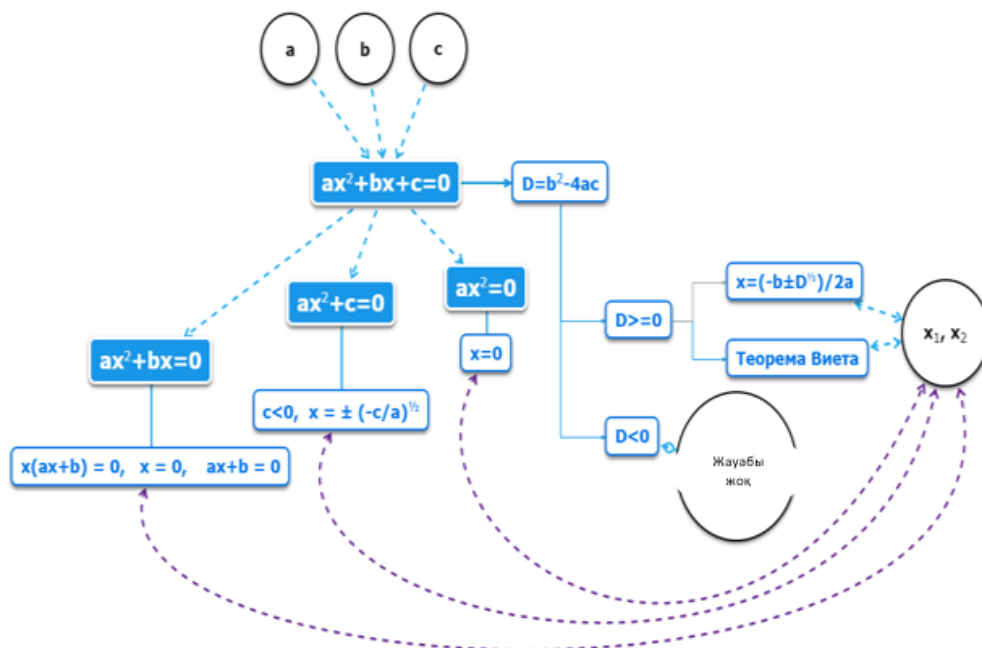 a
b
c
ax²+bx+c=0
D=b²-4ac
ax²=0
ax²+c=0
x=(-b±D^½)/2a
D>=0
x₁, x₂
x=0
ax²+bx=0
Теорема Виета
c<0, x = ± (-c/a)^½
D<0
x(ax+b) = 0, x = 0, ax+b = 0
Жауабы
жоқ